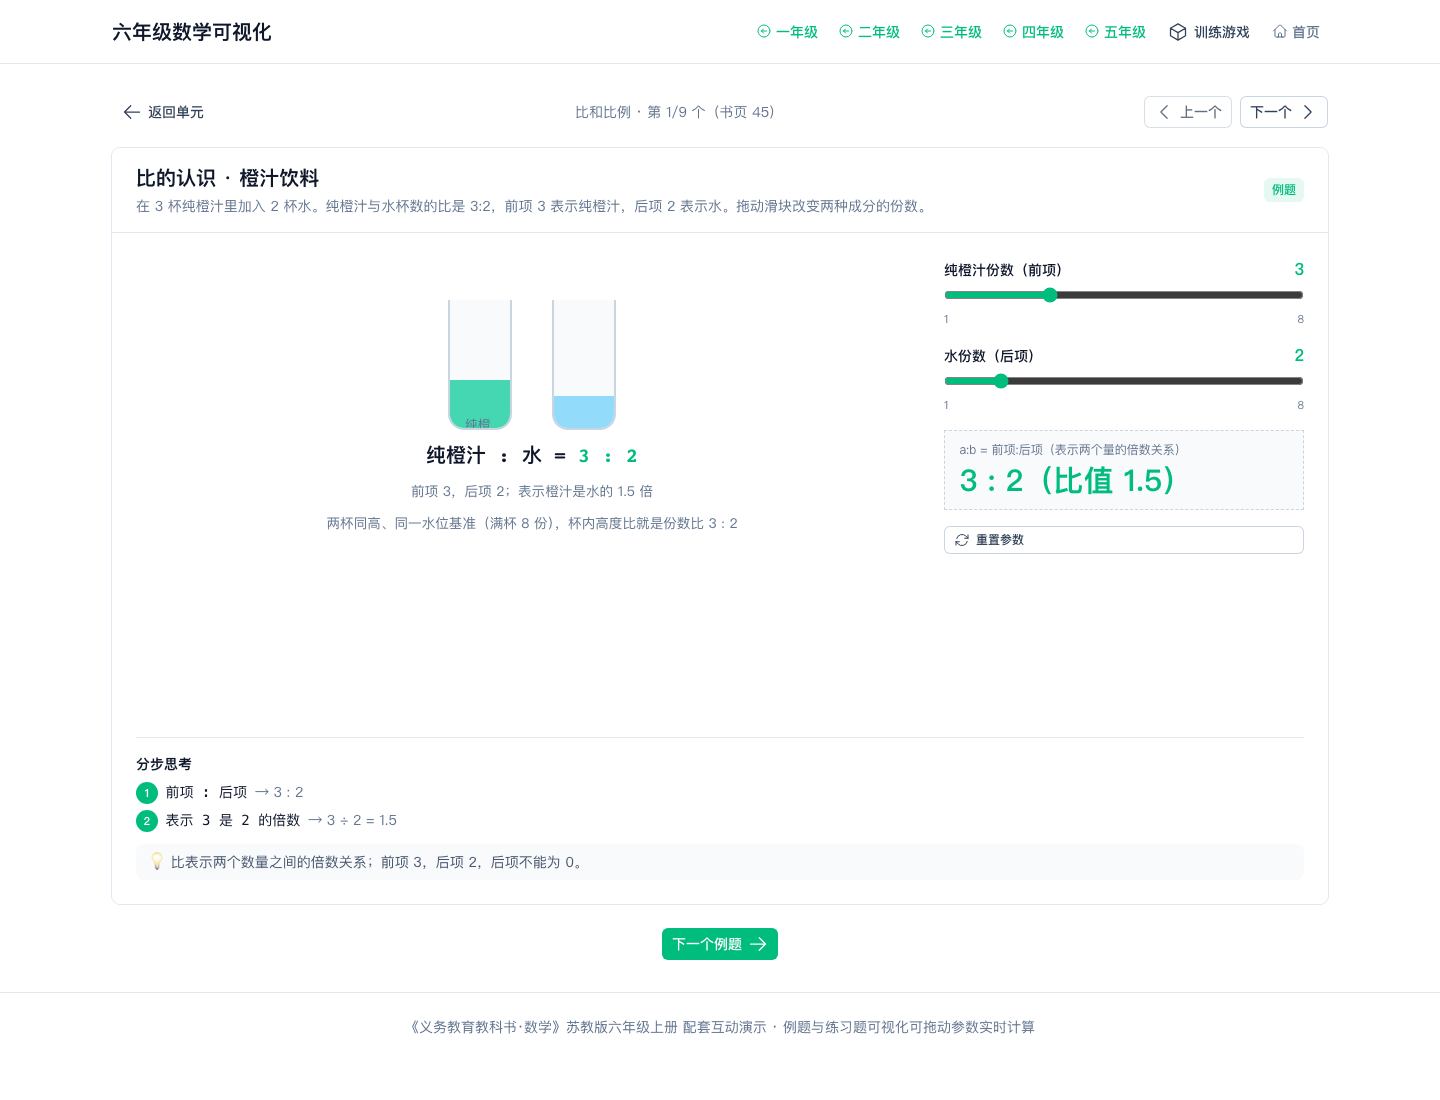 六年级数学可视化
一年级
二年级
三年级
四年级
五年级
训练游戏
首页
返回单元
比和比例 · 第 1/9 个（书页 45）
上一个
下一个
比的认识 · 橙汁饮料
在 3 杯纯橙汁里加入 2 杯水。纯橙汁与水杯数的比是 3:2，前项 3 表示纯橙汁，后项 2 表示水。拖动滑块改变两种成分的份数。
例题
纯橙
纯橙汁 : 水 = 3 : 2
前项 3，后项 2；表示橙汁是水的 1.5 倍
两杯同高、同一水位基准（满杯 8 份），杯内高度比就是份数比 3 : 2
纯橙汁份数（前项） 3
1 8
水份数（后项） 2
1 8
a:b = 前项:后项（表示两个量的倍数关系）
3 : 2（比值 1.5）
重置参数
分步思考
1 前项 : 后项 → 3 : 2
2 表示 3 是 2 的倍数 → 3 ÷ 2 = 1.5
💡 比表示两个数量之间的倍数关系；前项 3，后项 2，后项不能为 0。
下一个例题 →
《义务教育教科书·数学》苏教版六年级上册 配套互动演示 · 例题与练习题可视化可拖动参数实时计算